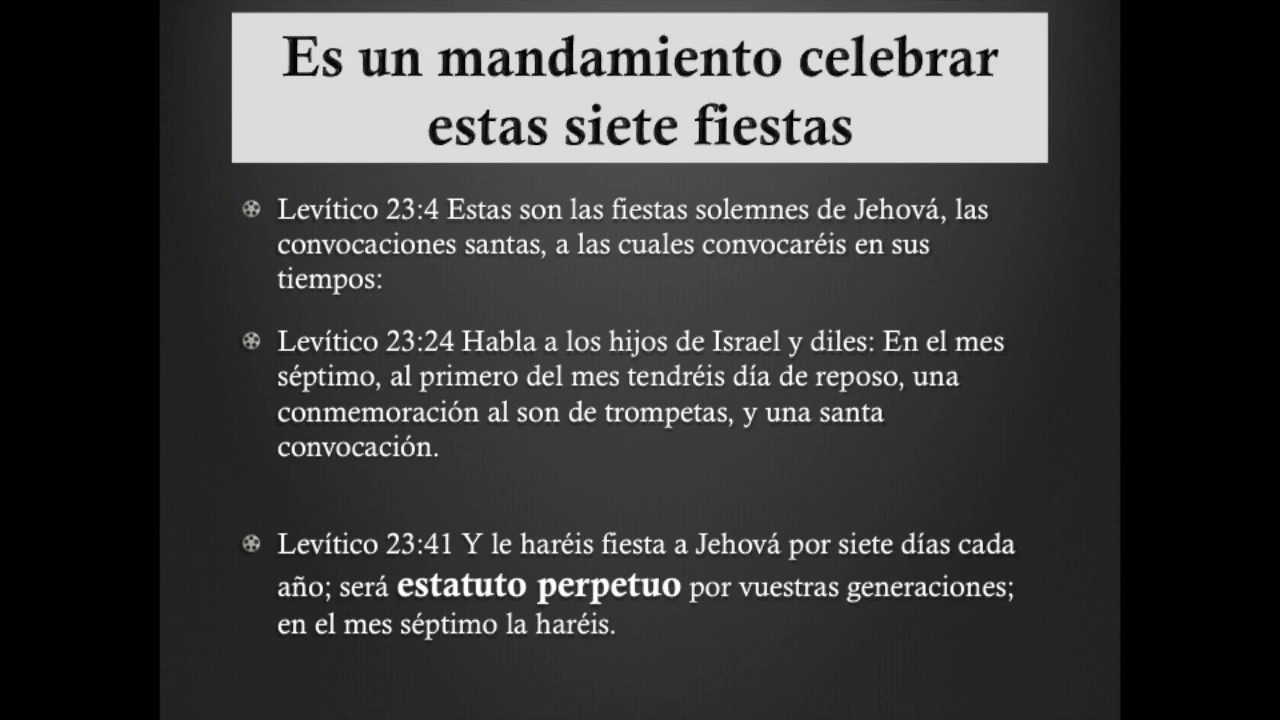 Es un mandamiento celebrar
estas siete fiestas
Levítico 23:4 Estas son las fiestas solemnes de Jehová, las
convocaciones santas, a las cuales convocaréis en sus
tiempos:
Levítico 23:24 Habla a los hijos de Israel y diles: En el mes
séptimo, al primero del mes tendréis día de reposo, una
conmemoración al son de trompetas, y una santa
convocación.
Levítico 23:41 Y le haréis fiesta a Jehová por siete días cada
año; será estatuto perpetuo por vuestras generaciones;
en el mes séptimo la haréis.